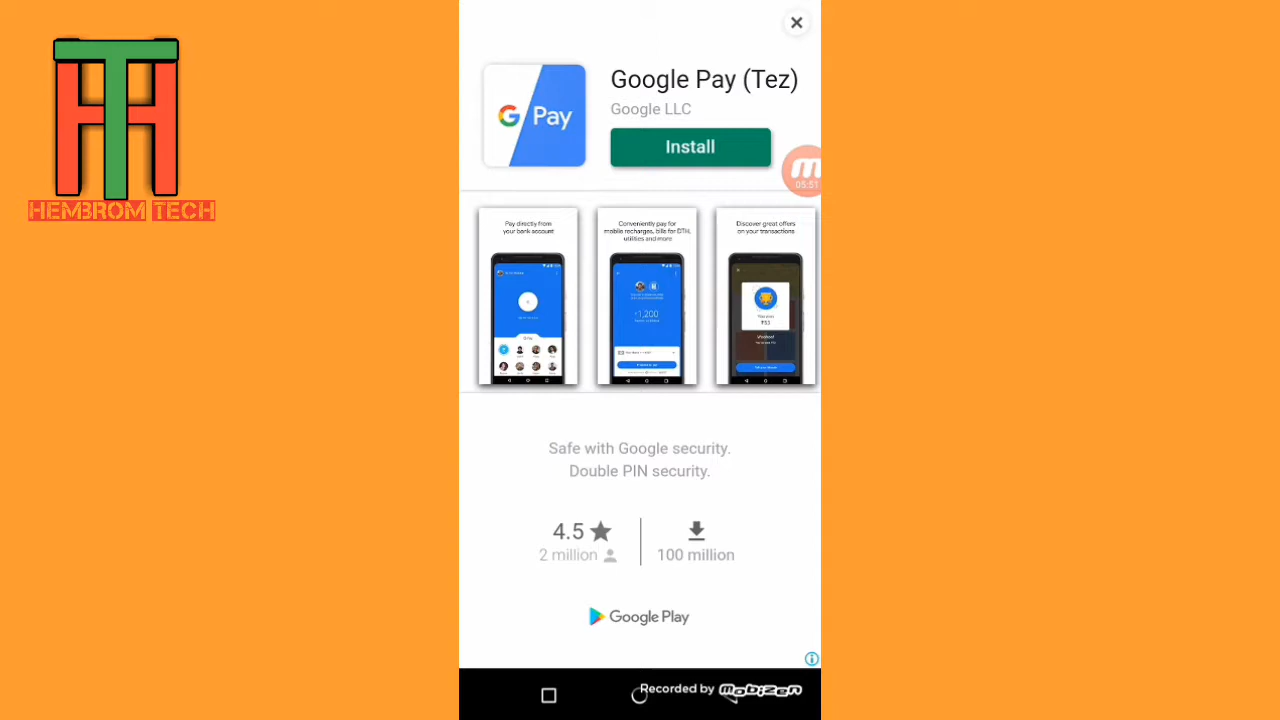 HEMBROM TECH
Google Pay (Tez)
Google LLC
G Pay
Install
05:51
Pay directly from
your bank account
Conveniently pay for
mobile recharges, bills for DTH,
utilities and more
Discover great offers
on your transactions
₹1,200
Safe with Google security.
Double PIN security.
4.5
2 million
100 million
Google Play
Recorded by mobizen